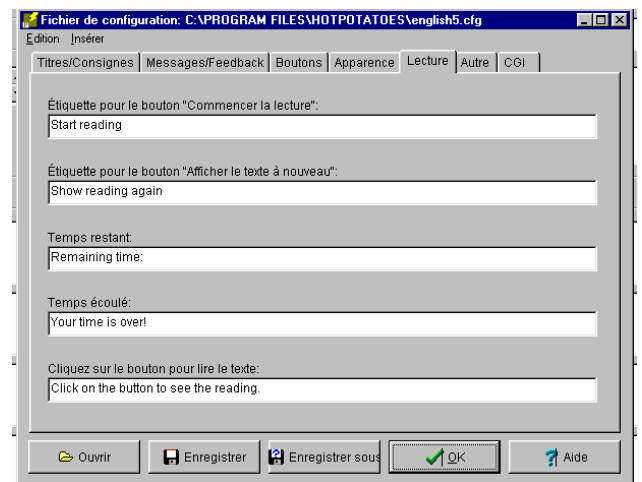 Fichier de configuration: C:\PROGRAM FILES\HOTPOTATOES\english5.cfg
Edition Insérer
Titres/Consignes Messages/Feedback Boutons Apparence Lecture Autre CGI
Étiquette pour le bouton "Commencer la lecture":
Start reading
Étiquette pour le bouton "Afficher le texte à nouveau":
Show reading again
Temps restant:
Remaining time:
Temps écoulé:
Your time is over!
Cliquez sur le bouton pour lire le texte:
Click on the button to see the reading.
Ouvrir Enregistrer Enregistrer sous OK Aide